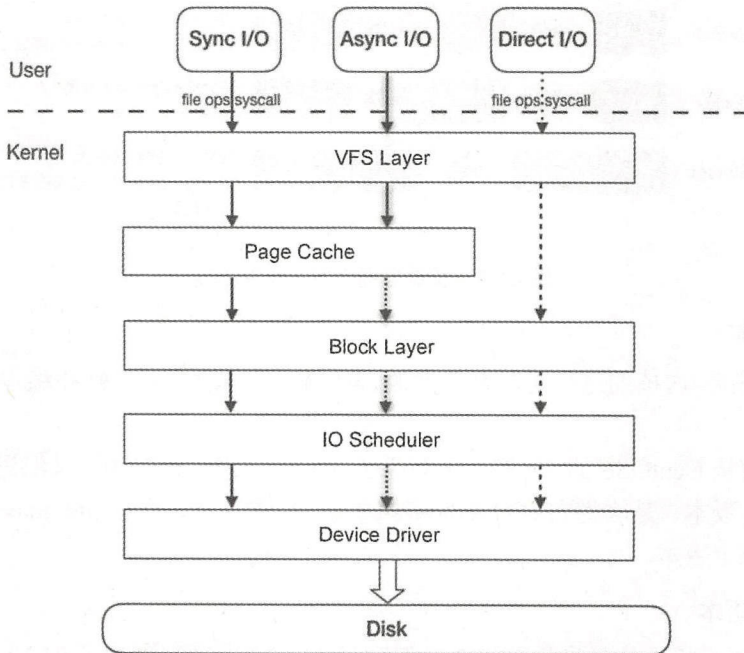 Sync I/O Async I/O Direct I/O
User
file ops syscall file ops syscall
Kernel
VFS Layer
Page Cache
Block Layer
IO Scheduler
Device Driver
Disk